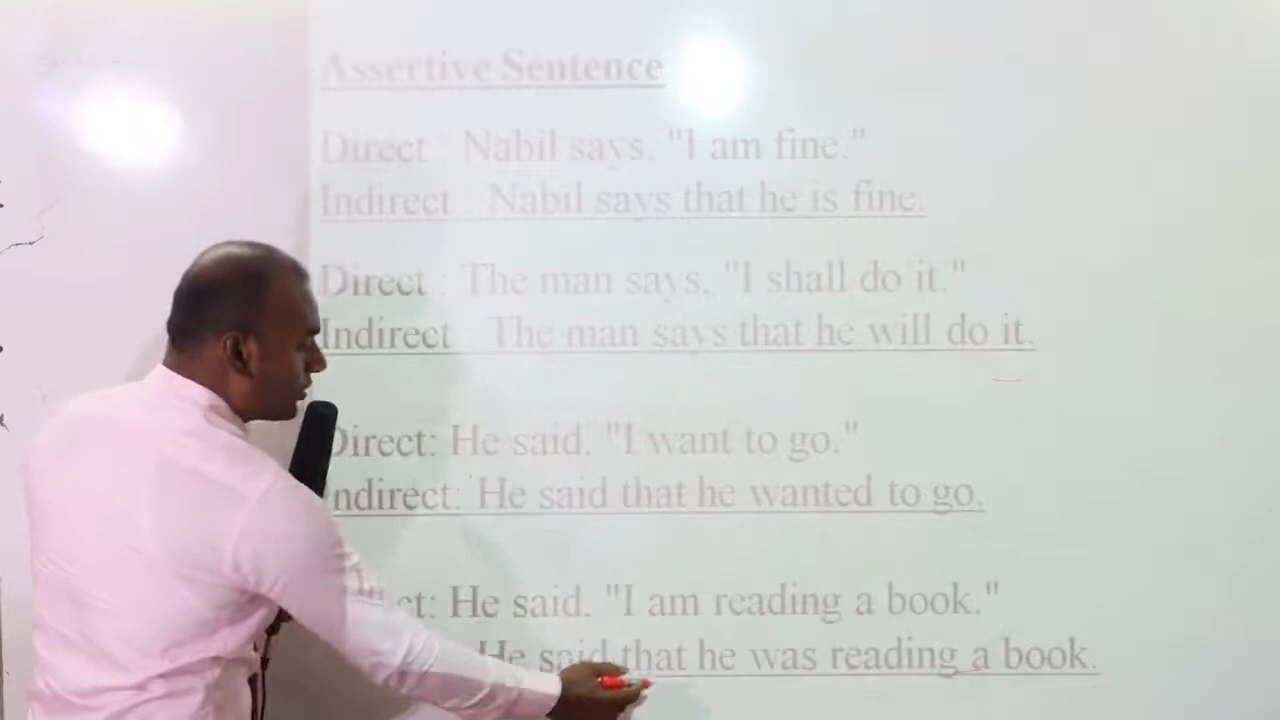 Assertive Sentence
Direct : Nabil says, "I am fine."
Indirect : Nabil says that he is fine.
Direct : The man says, "I shall do it."
Indirect : The man says that he will do it.
Direct: He said, "I want to go."
Indirect: He said that he wanted to go.
He said, "I am reading a book."
He said that he was reading a book.